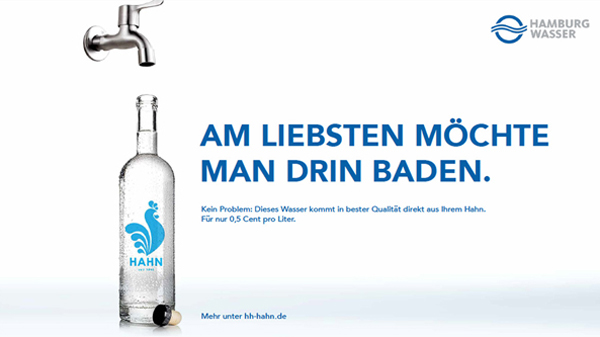 HAMBURG
WASSER
AM LIEBSTEN MÖCHTE
MAN DRIN BADEN.
Kein Problem: Dieses Wasser kommt in bester Qualität direkt aus Ihrem Hahn.
Für nur 0,5 Cent pro Liter.
HAHN
Mehr unter hh-hahn.de